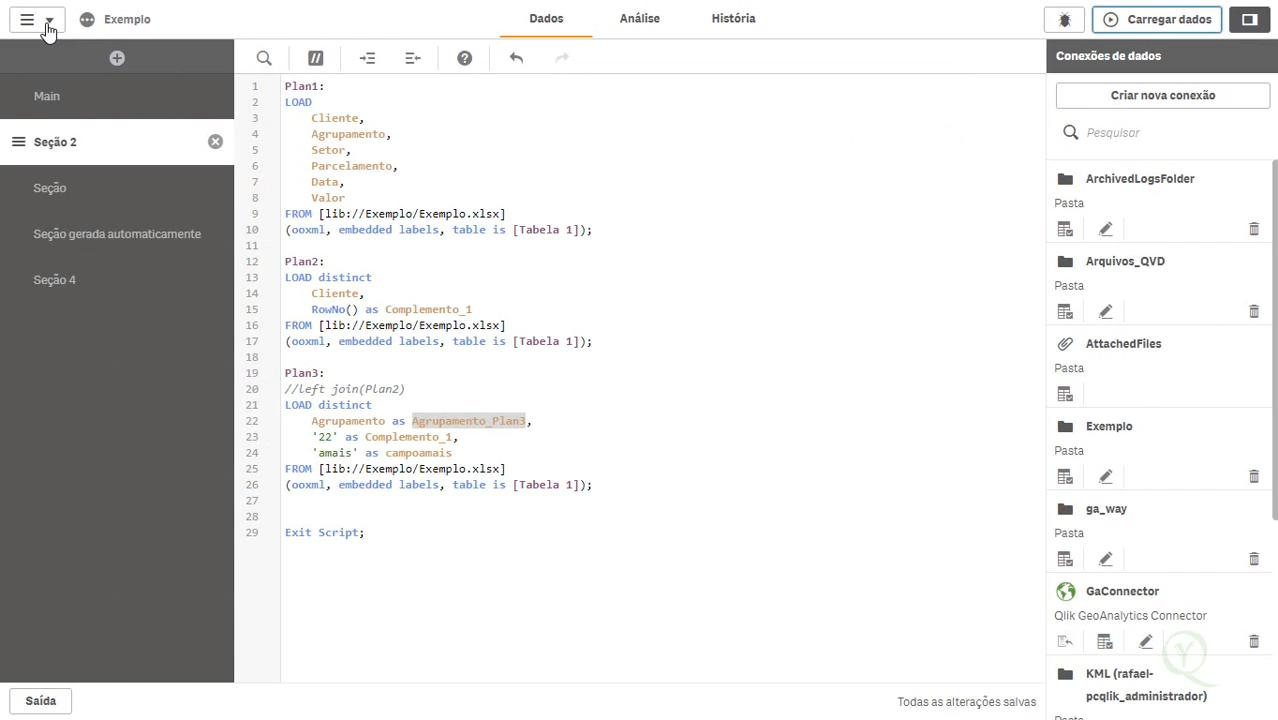 Exemplo
Dados
Análise
História
Carregar dados
Main
Seção 2
Seção
Seção gerada automaticamente
Seção 4
1 Plan1:
2 LOAD
3 Cliente,
4 Agrupamento,
5 Setor,
6 Parcelamento,
7 Data,
8 Valor
9 FROM [lib://Exemplo/Exemplo.xlsx]
10 (ooxml, embedded labels, table is [Tabela 1]);
11
12 Plan2:
13 LOAD distinct
14 Cliente,
15 RowNo() as Complemento_1
16 FROM [lib://Exemplo/Exemplo.xlsx]
17 (ooxml, embedded labels, table is [Tabela 1]);
18
19 Plan3:
20 //left join(Plan2)
21 LOAD distinct
22 Agrupamento as Agrupamento_Plan3,
23 '22' as Complemento_1,
24 'amais' as campoamais
25 FROM [lib://Exemplo/Exemplo.xlsx]
26 (ooxml, embedded labels, table is [Tabela 1]);
27
28
29 Exit Script;
Conexões de dados
Criar nova conexão
Pesquisar
ArchivedLogsFolder
Pasta
Arquivos_QVD
Pasta
AttachedFiles
Pasta
Exemplo
Pasta
ga_way
Pasta
GaConnector
Qlik GeoAnalytics Connector
KML (rafael-
pcqlik_administrador)
Saída
Todas as alterações salvas